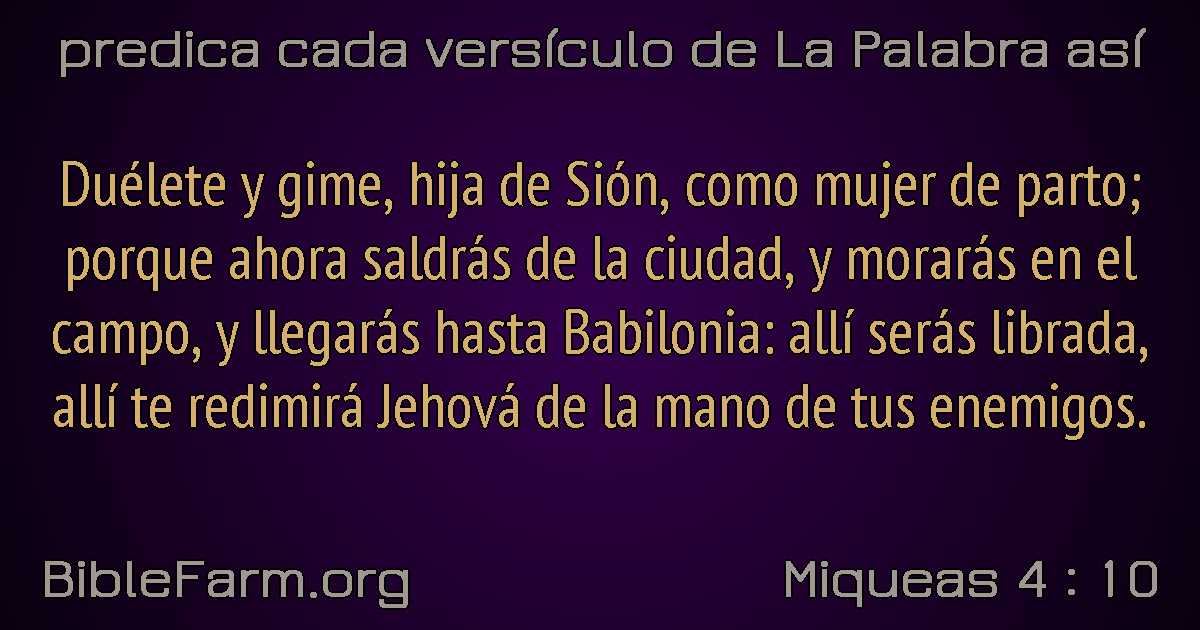 predica cada versículo de La Palabra así
Duélete y gime, hija de Sión, como mujer de parto;
porque ahora saldrás de la ciudad, y morarás en el
campo, y llegarás hasta Babilonia: allí serás librada,
allí te redimirá Jehová de la mano de tus enemigos.
BibleFarm.org
Miqueas 4 : 10